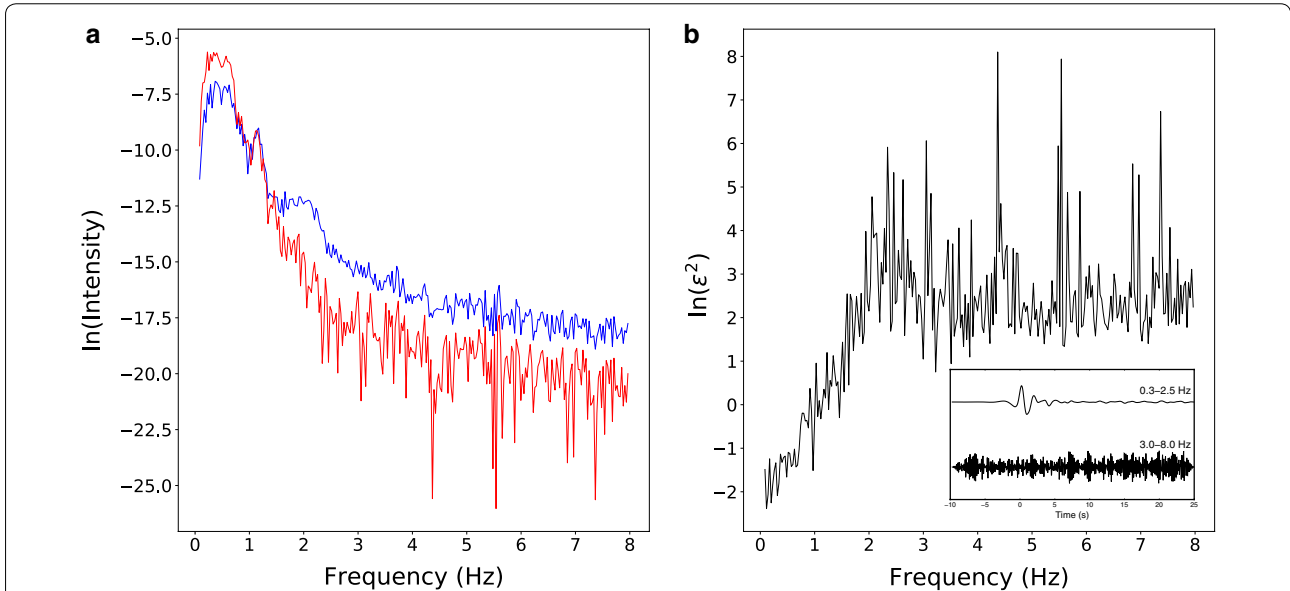 a
−5.0
−7.5
−10.0
−12.5
−15.0
−17.5
−20.0
−22.5
−25.0
ln(Intensity)
0 1 2 3 4 5 6 7 8
Frequency (Hz)
b
8
7
6
5
4
3
2
1
0
−1
−2
ln(ε²)
0.3–2.5 Hz
3.0–8.0 Hz
−10 −5 0 5 10 15 20 25
Time (s)
0 1 2 3 4 5 6 7 8
Frequency (Hz)